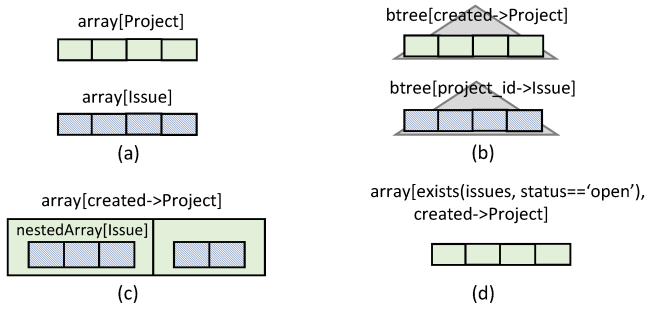 array[Project]
array[Issue]
(a)
btree[created->Project]
btree[project_id->Issue]
(b)
array[created->Project]
nestedArray[Issue]
(c)
array[exists(issues, status==‘open’),
created->Project]
(d)